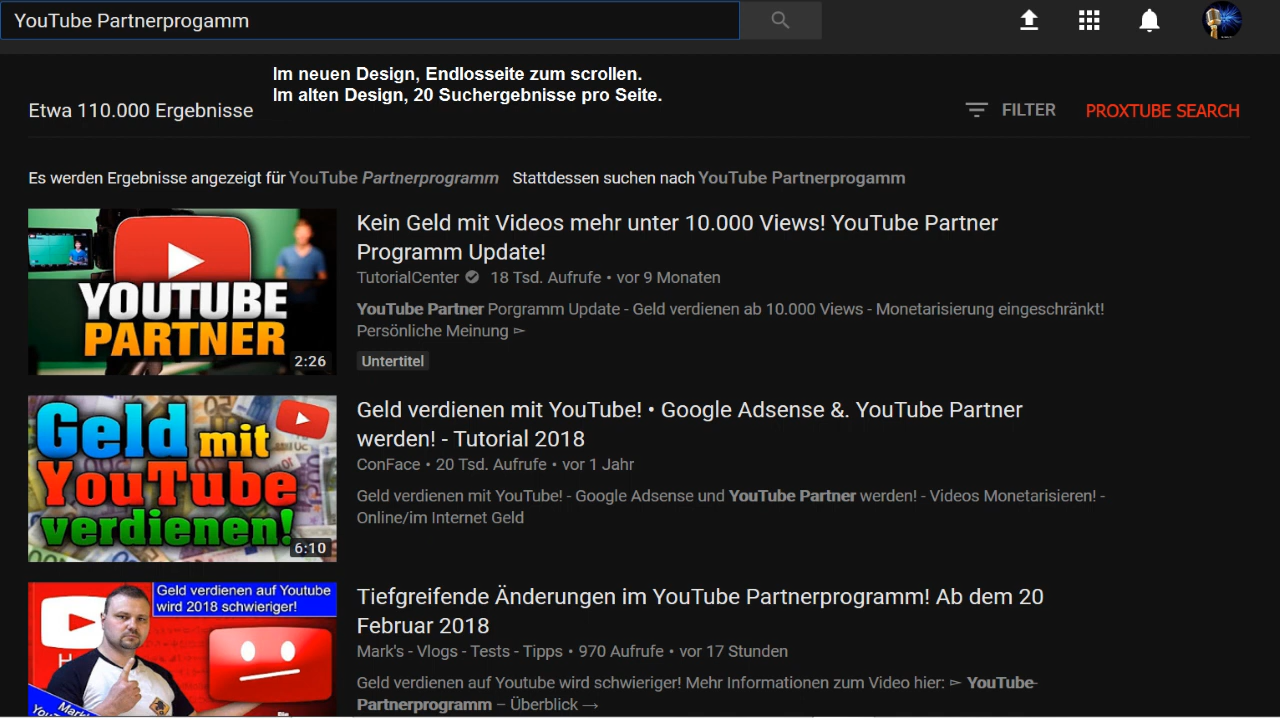 YouTube Partnerprogamm
Im neuen Design, Endlosseite zum scrollen.
Im alten Design, 20 Suchergebnisse pro Seite.
Etwa 110.000 Ergebnisse
FILTER
PROXTUBE SEARCH
Es werden Ergebnisse angezeigt für YouTube Partnerprogramm Stattdessen suchen nach YouTube Partnerprogamm
YOUTUBE
PARTNER
2:26
Kein Geld mit Videos mehr unter 10.000 Views! YouTube Partner
Programm Update!
TutorialCenter 18 Tsd. Aufrufe • vor 9 Monaten
YouTube Partner Porgramm Update - Geld verdienen ab 10.000 Views - Monetarisierung eingeschränkt!
Persönliche Meinung ►
Untertitel
Geld mit
YouTube
verdienen!
6:10
Geld verdienen mit YouTube! • Google Adsense &. YouTube Partner
werden! - Tutorial 2018
ConFace • 20 Tsd. Aufrufe • vor 1 Jahr
Geld verdienen mit YouTube! - Google Adsense und YouTube Partner werden! - Videos Monetarisieren! -
Online/im Internet Geld
Geld verdienen auf Youtube
wird 2018 schwieriger!
Tiefgreifende Änderungen im YouTube Partnerprogramm! Ab dem 20
Februar 2018
Mark's - Vlogs - Tests - Tipps • 970 Aufrufe • vor 17 Stunden
Geld verdienen auf Youtube wird schwieriger! Mehr Informationen zum Video hier: ► YouTube-
Partnerprogramm – Überblick →